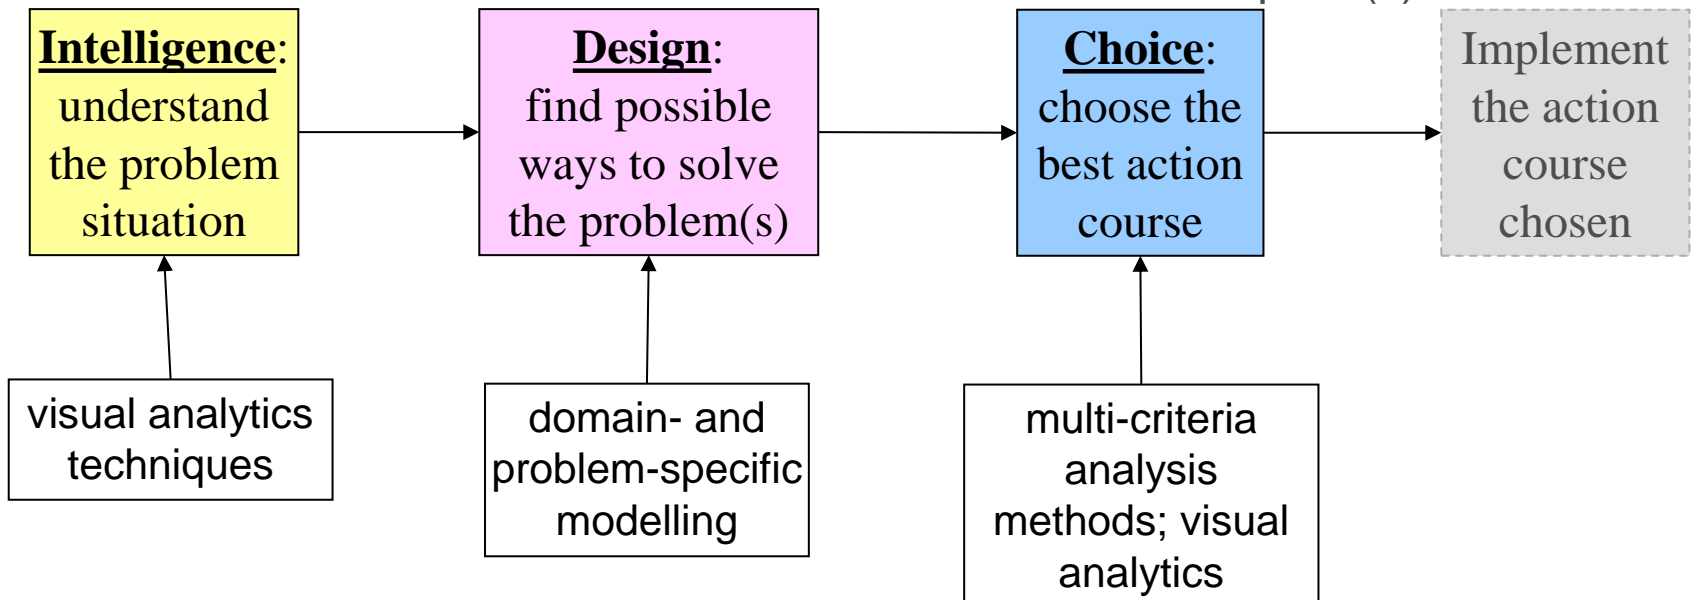 Intelligence:
understand
the problem
situation
Design:
find possible
ways to solve
the problem(s)
Choice:
choose the
best action
course
Implement
the action
course
chosen
visual analytics
techniques
domain- and
problem-specific
modelling
multi-criteria
analysis
methods; visual
analytics